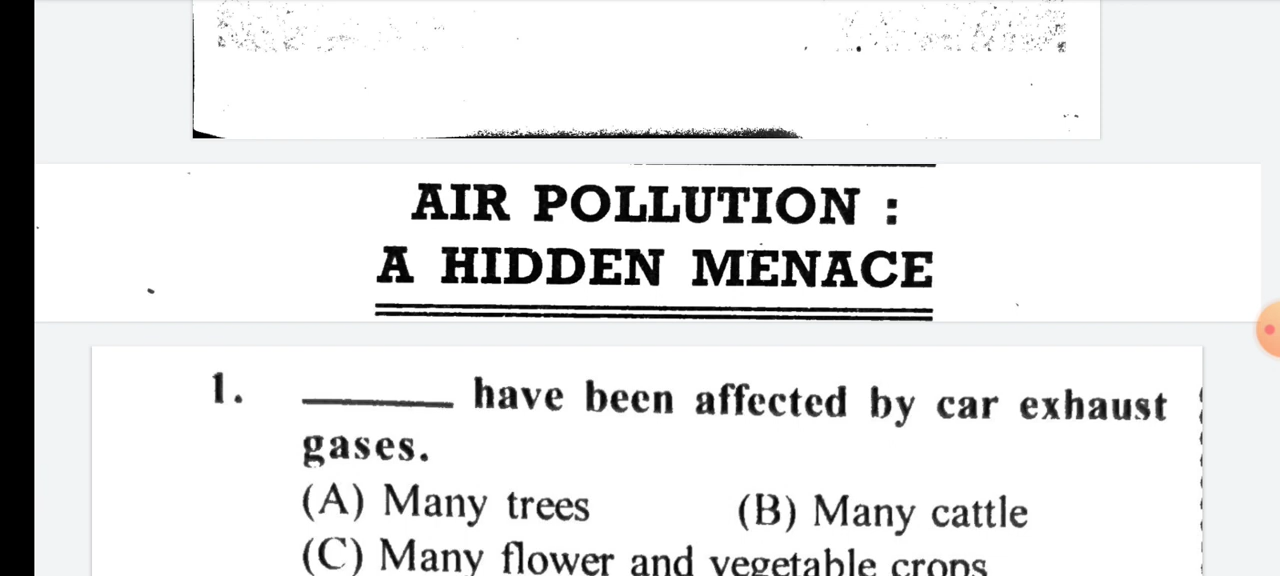 AIR POLLUTION :
A HIDDEN MENACE
1. ______ have been affected by car exhaust
gases.
(A) Many trees (B) Many cattle
(C) Many flower and vegetable crops